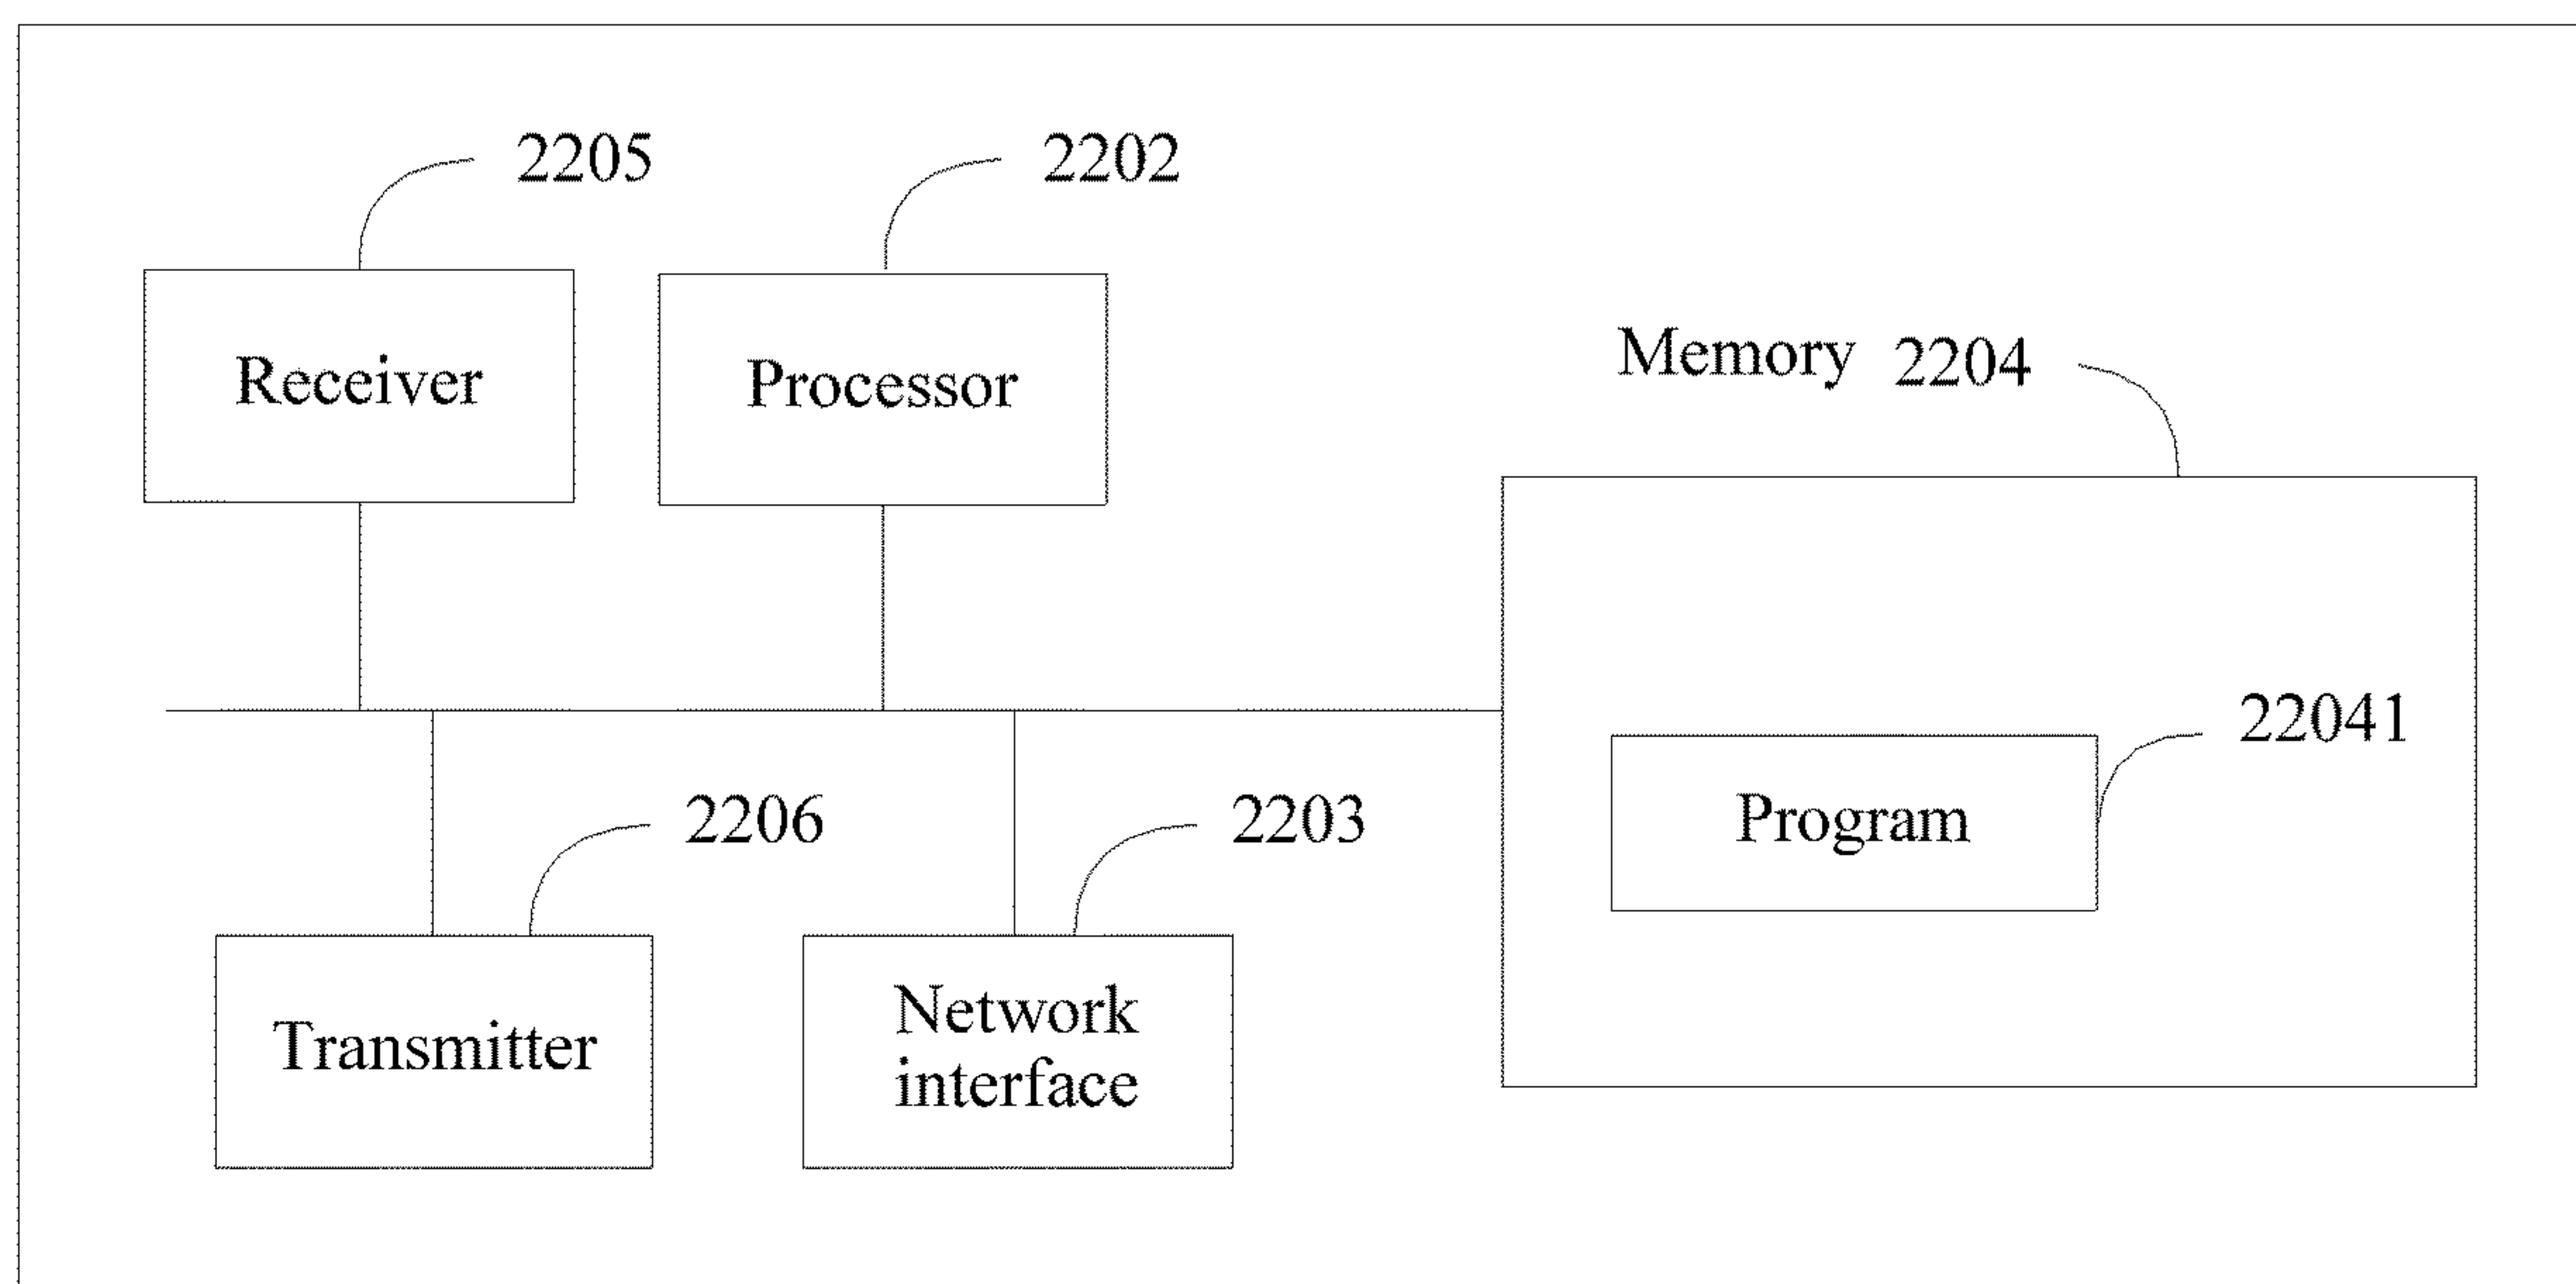 2205
2202
Receiver
Processor
Memory 2204
22041
Program
2206
2203
Transmitter
Network
interface